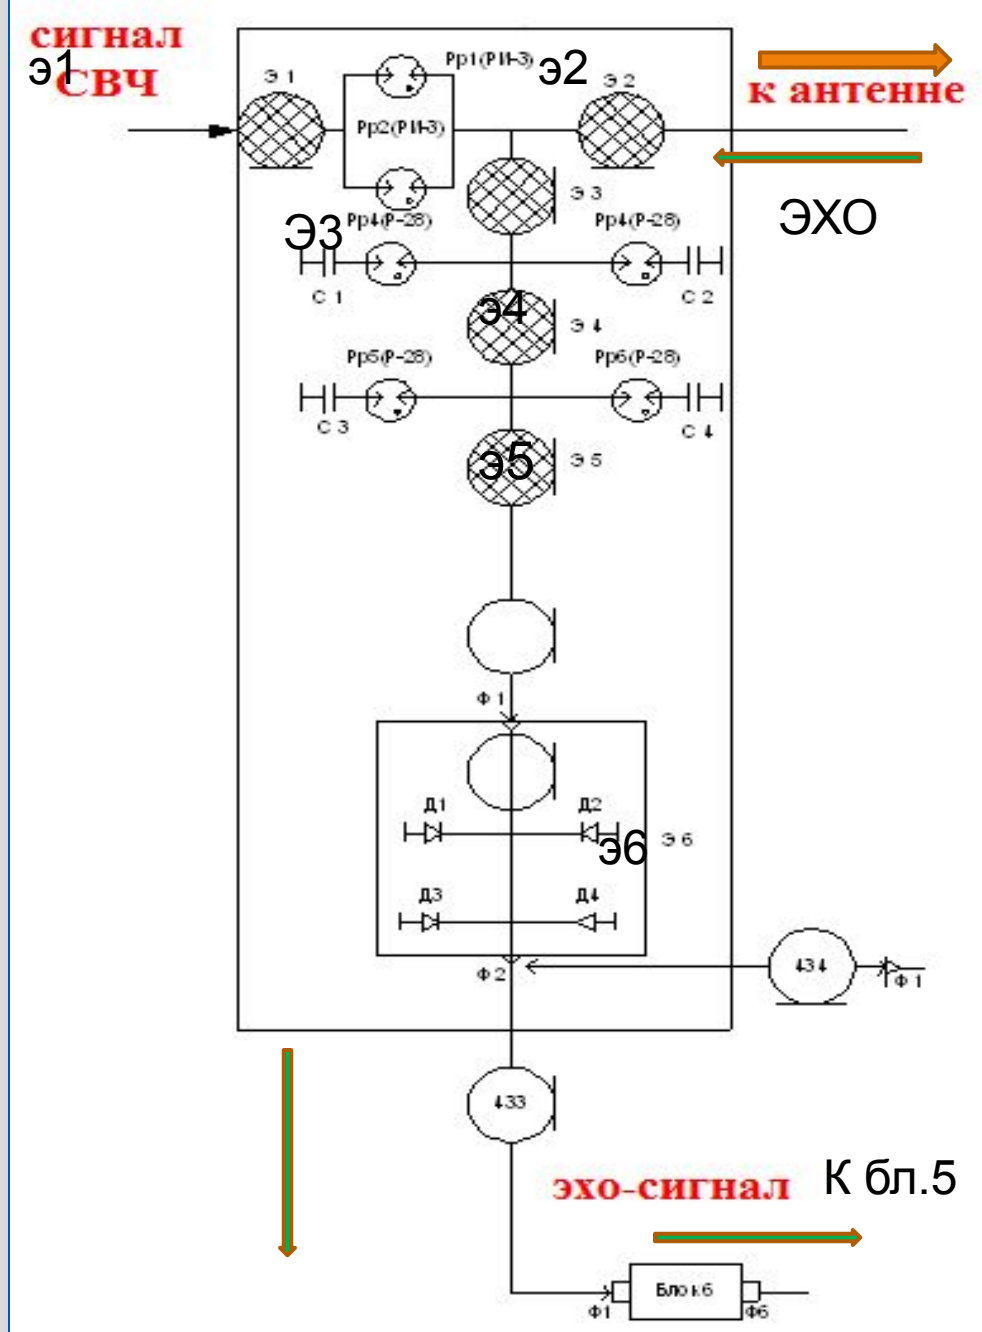 сигнал
СВЧ
э1
Э 1
Рр1(РИ-3)
э2
Э 2
к антенне
Рр2(РИ-3)
Э 3
ЭХО
Рр4(Р-28)
Э3
Рр4(Р-28)
С 1
С 2
э4
Э 4
Рр5(Р-28)
Рр6(Р-28)
С 3
С 4
э5
Э 5
Ф 1
Д1
Д2
э6
Э 6
Д3
Д4
Ф 2
434
Ф 1
433
эхо-сигнал
К бл.5
Блок6
Ф1
Ф6